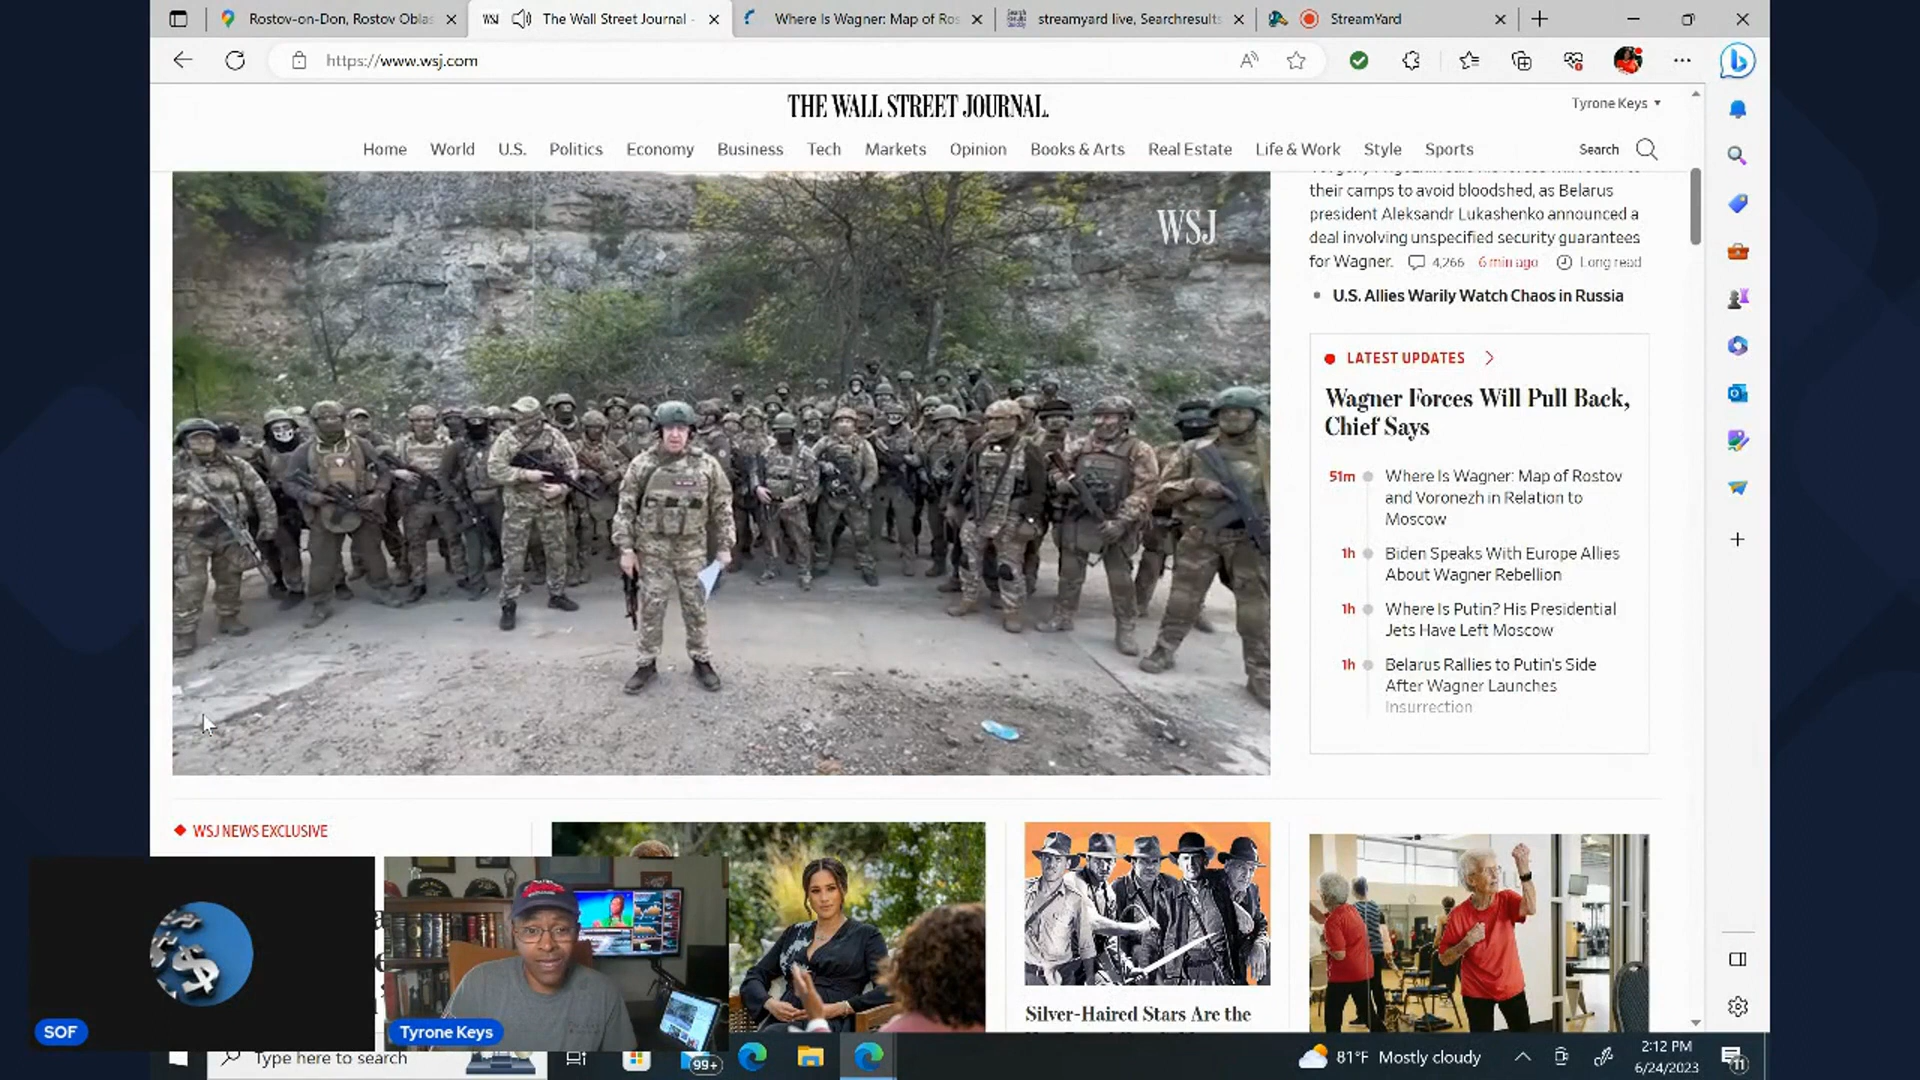 Rostov-on-Don, Rostov Oblas
The Wall Street Journal -
Where Is Wagner: Map of Ros
streamyard live, Searchresults
StreamYard
https://www.wsj.com
THE WALL STREET JOURNAL.
Tyrone Keys
Home World U.S. Politics Economy Business Tech Markets Opinion Books & Arts Real Estate Life & Work Style Sports Search
WSJ
their camps to avoid bloodshed, as Belarus
president Aleksandr Lukashenko announced a
deal involving unspecified security guarantees
for Wagner. 4,266 6 min ago Long read
U.S. Allies Warily Watch Chaos in Russia
LATEST UPDATES
Wagner Forces Will Pull Back,
Chief Says
51m Where Is Wagner: Map of Rostov
and Voronezh in Relation to
Moscow
1h Biden Speaks With Europe Allies
About Wagner Rebellion
1h Where Is Putin? His Presidential
Jets Have Left Moscow
1h Belarus Rallies to Putin's Side
After Wagner Launches
Insurrection
WSJ NEWS EXCLUSIVE
Silver-Haired Stars Are the
SOF
Tyrone Keys
Type here to search
99+
81°F Mostly cloudy
2:12 PM
6/24/2023
11